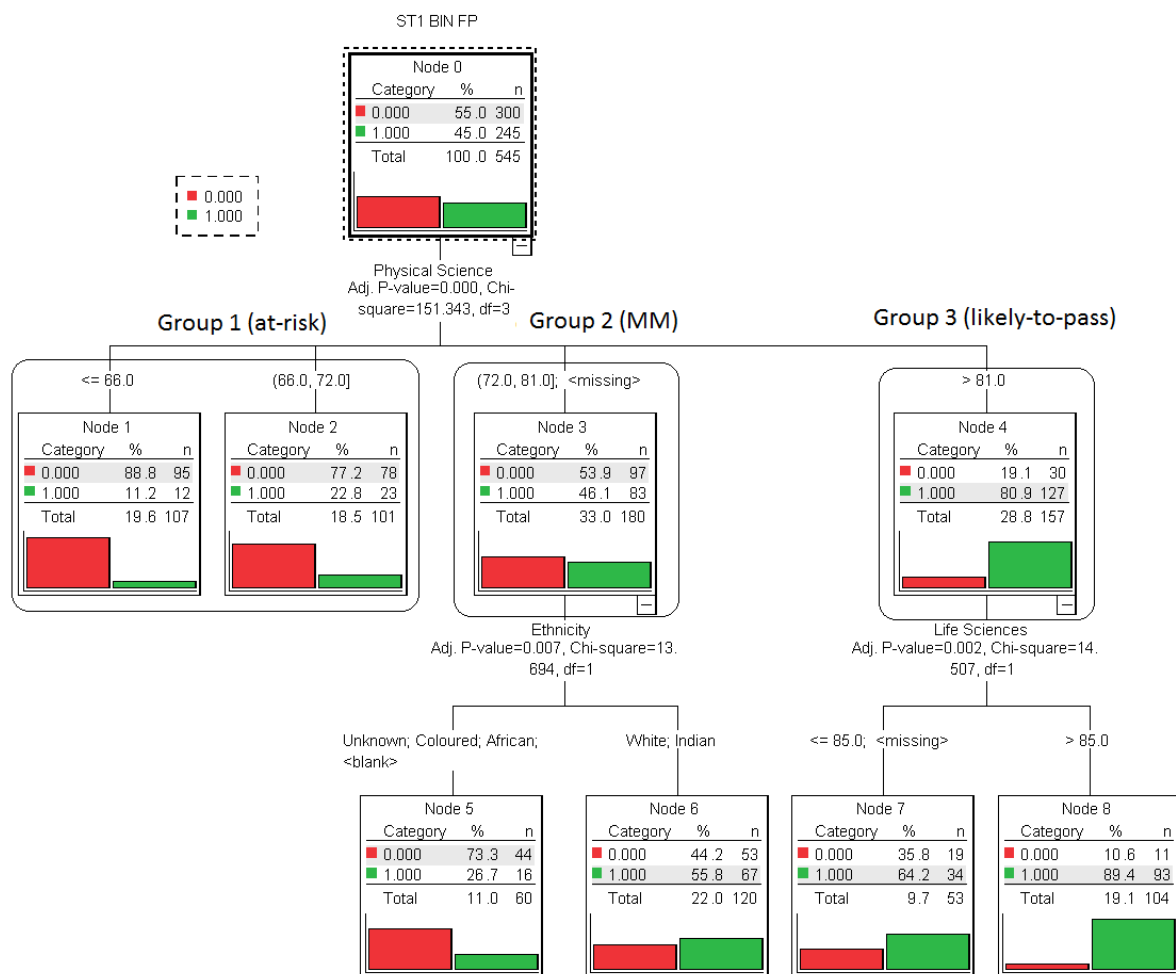 ST1 BIN FP
Node 0
Category % n
0.000 55.0 300
1.000 45.0 245
Total 100.0 545
0.000
1.000
Physical Science
Adj. P-value=0.000, Chi-
square=151.343, df=3
Group 1 (at-risk)
Group 2 (MM)
Group 3 (likely-to-pass)
<= 66.0
(66.0, 72.0]
(72.0, 81.0]; <missing>
> 81.0
Node 1
Category % n
0.000 88.8 95
1.000 11.2 12
Total 19.6 107
Node 2
Category % n
0.000 77.2 78
1.000 22.8 23
Total 18.5 101
Node 3
Category % n
0.000 53.9 97
1.000 46.1 83
Total 33.0 180
Node 4
Category % n
0.000 19.1 30
1.000 80.9 127
Total 28.8 157
Ethnicity
Adj. P-value=0.007, Chi-square=13.
694, df=1
Life Sciences
Adj. P-value=0.002, Chi-square=14.
507, df=1
Unknown; Coloured; African;
<blank>
White; Indian
<= 85.0; <missing>
> 85.0
Node 5
Category % n
0.000 73.3 44
1.000 26.7 16
Total 11.0 60
Node 6
Category % n
0.000 44.2 53
1.000 55.8 67
Total 22.0 120
Node 7
Category % n
0.000 35.8 19
1.000 64.2 34
Total 9.7 53
Node 8
Category % n
0.000 10.6 11
1.000 89.4 93
Total 19.1 104